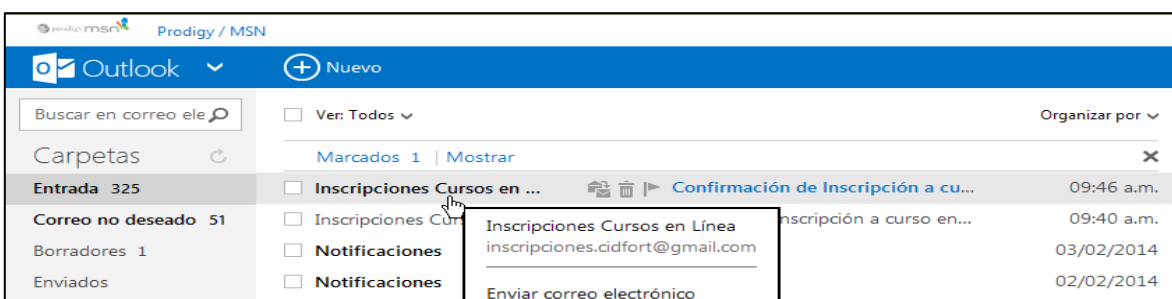 prodigy msn Prodigy / MSN
Outlook Nuevo
Buscar en correo ele
Ver: Todos Organizar por
Carpetas
Marcados 1 | Mostrar
Entrada 325
Inscripciones Cursos en ... Confirmación de Inscripción a cu... 09:46 a.m.
Correo no deseado 51
Inscripciones Curs nscripción a curso en... 09:40 a.m.
Inscripciones Cursos en Línea
inscripciones.cidfort@gmail.com
Borradores 1
Notificaciones 03/02/2014
Enviados
Notificaciones 02/02/2014
Enviar correo electrónico